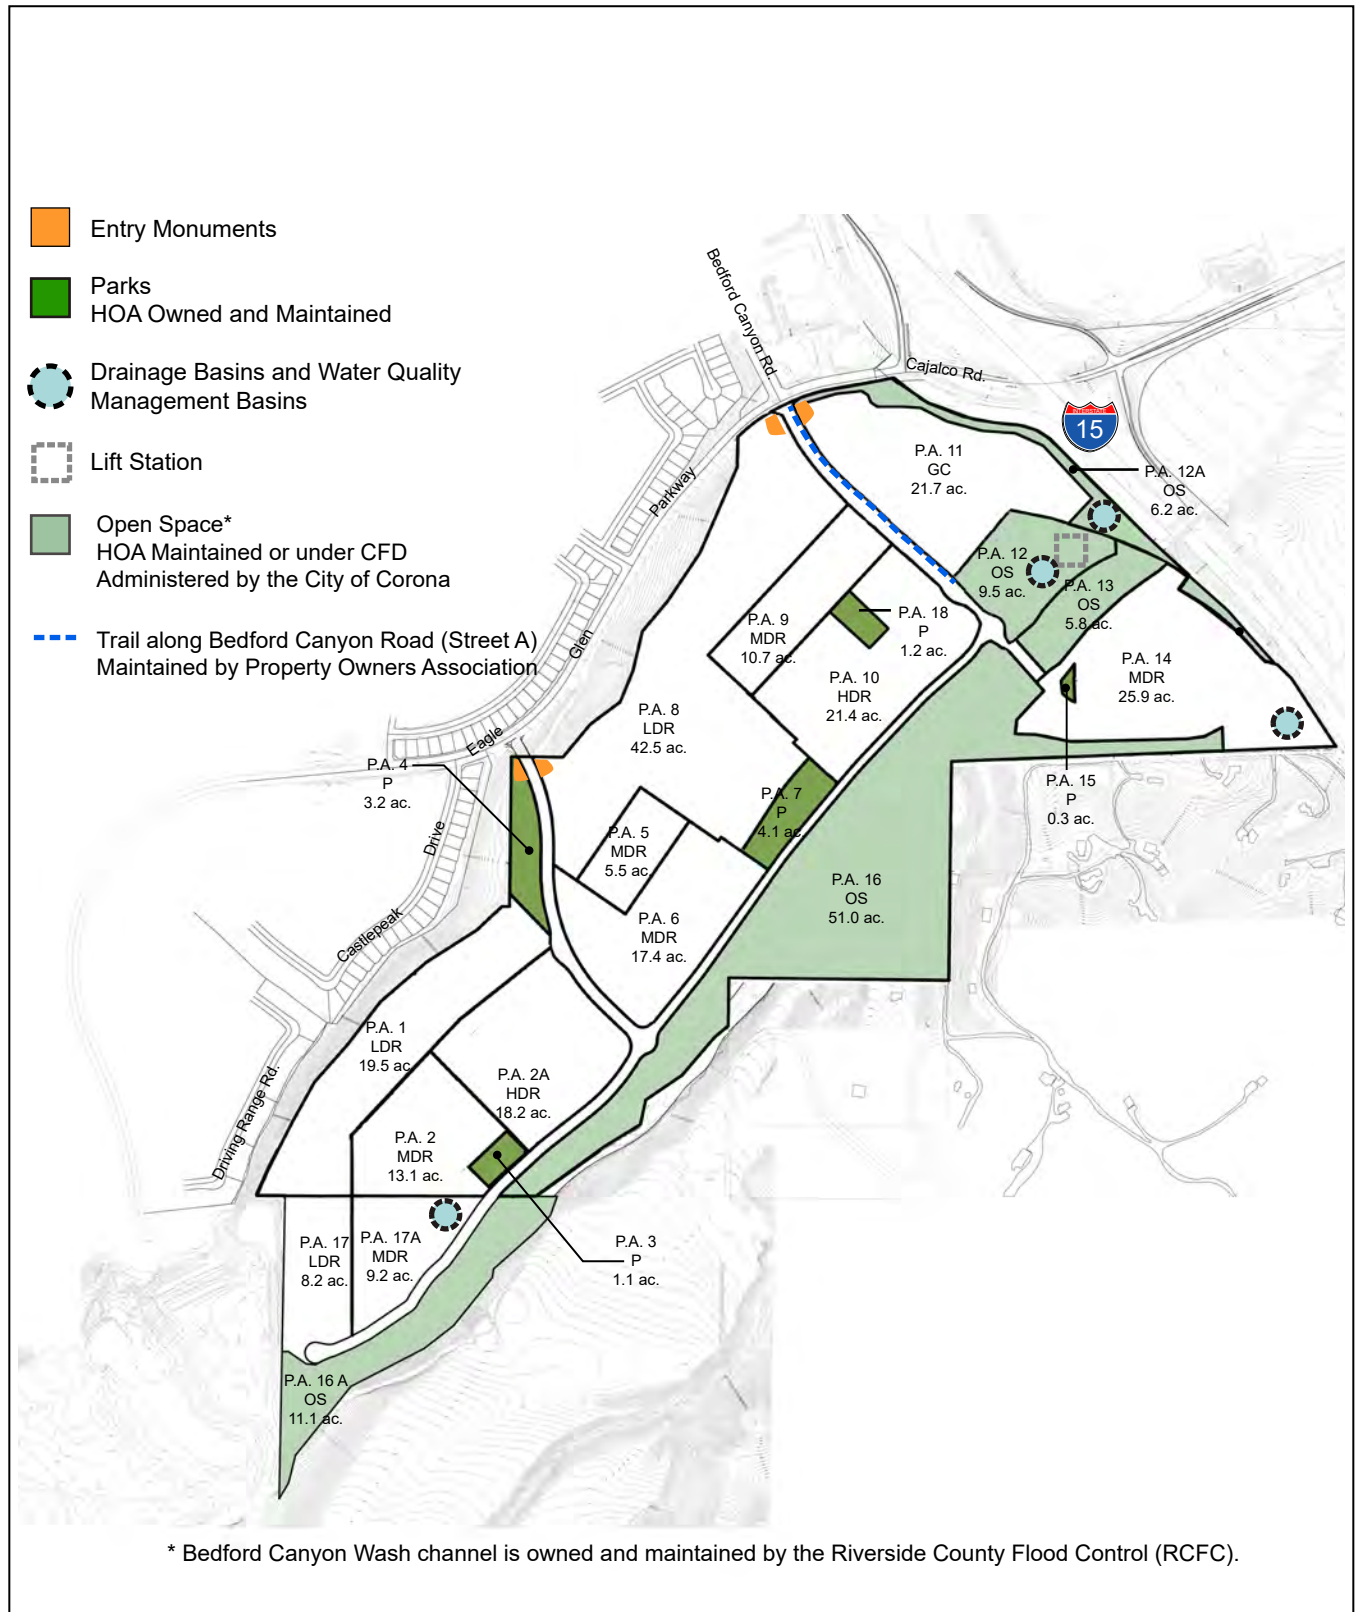 Entry Monuments
Parks
HOA Owned and Maintained
Drainage Basins and Water Quality
Management Basins
Lift Station
Open Space*
HOA Maintained or under CFD
Administered by the City of Corona
Trail along Bedford Canyon Road (Street A)
Maintained by Property Owners Association
Bedford Canyon Rd.
Cajalco Rd.
INTERSTATE
15
Eagle
Glen
Parkway
P.A. 11
GC
21.7 ac.
P.A. 12A
OS
6.2 ac.
P.A. 12
OS
9.5 ac.
P.A. 13
OS
5.8 ac.
P.A. 18
P
1.2 ac.
P.A. 9
MDR
10.7 ac.
P.A. 14
MDR
25.9 ac.
P.A. 10
HDR
21.4 ac.
P.A. 8
LDR
42.5 ac.
P.A. 4
P
3.2 ac.
P.A. 7
P
4.1 ac.
P.A. 15
P
0.3 ac.
P.A. 5
MDR
5.5 ac.
P.A. 16
OS
51.0 ac.
P.A. 6
MDR
17.4 ac.
Castlepeak
Drive
Driving Range Rd.
P.A. 1
LDR
19.5 ac.
P.A. 2A
HDR
18.2 ac.
P.A. 2
MDR
13.1 ac.
P.A. 17
LDR
8.2 ac.
P.A. 17A
MDR
9.2 ac.
P.A. 3
P
1.1 ac.
P.A. 16 A
OS
11.1 ac.
* Bedford Canyon Wash channel is owned and maintained by the Riverside County Flood Control (RCFC).